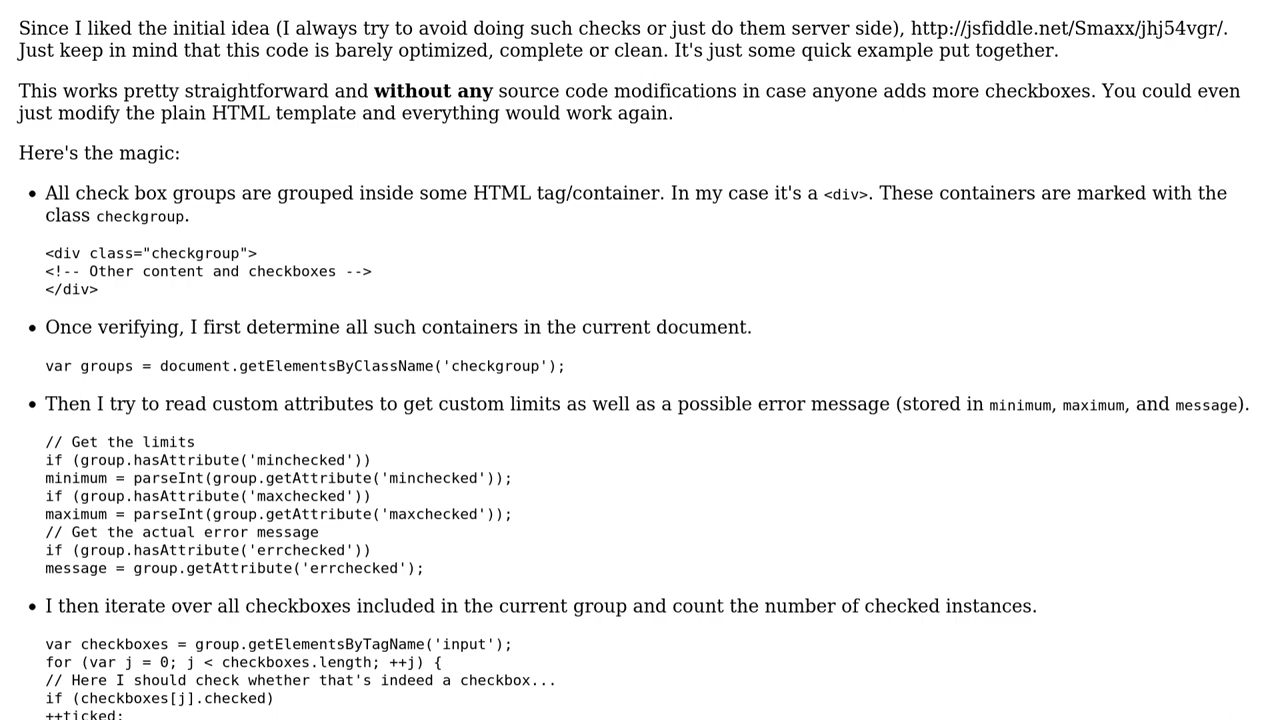 Since I liked the initial idea (I always try to avoid doing such checks or just do them server side), http://jsfiddle.net/Smaxx/jhj54vgr/.
Just keep in mind that this code is barely optimized, complete or clean. It's just some quick example put together.
This works pretty straightforward and without any source code modifications in case anyone adds more checkboxes. You could even
just modify the plain HTML template and everything would work again.
Here's the magic:
• All check box groups are grouped inside some HTML tag/container. In my case it's a <div>. These containers are marked with the
class checkgroup.
<div class="checkgroup">
<!-- Other content and checkboxes -->
</div>
• Once verifying, I first determine all such containers in the current document.
var groups = document.getElementsByClassName('checkgroup');
• Then I try to read custom attributes to get custom limits as well as a possible error message (stored in minimum, maximum, and message).
// Get the limits
if (group.hasAttribute('minchecked'))
minimum = parseInt(group.getAttribute('minchecked'));
if (group.hasAttribute('maxchecked'))
maximum = parseInt(group.getAttribute('maxchecked'));
// Get the actual error message
if (group.hasAttribute('errchecked'))
message = group.getAttribute('errchecked');
• I then iterate over all checkboxes included in the current group and count the number of checked instances.
var checkboxes = group.getElementsByTagName('input');
for (var j = 0; j < checkboxes.length; ++j) {
// Here I should check whether that's indeed a checkbox...
if (checkboxes[j].checked)
++ticked;